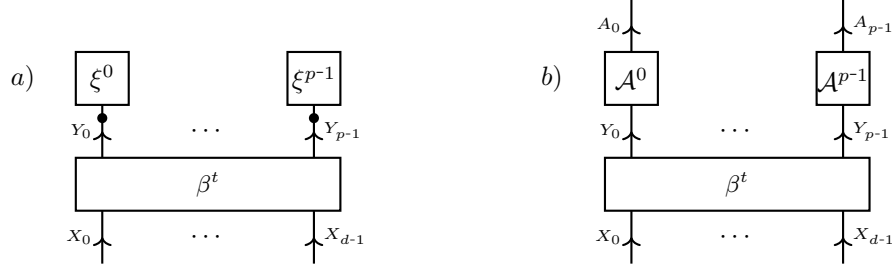 A_0 A_{p-1}
a) ξ^0 ξ^{p-1} b) 𝒜^0 𝒜^{p-1}
Y_0 ... Y_{p-1} Y_0 ... Y_{p-1}
β^t β^t
X_0 ... X_{d-1} X_0 ... X_{d-1}